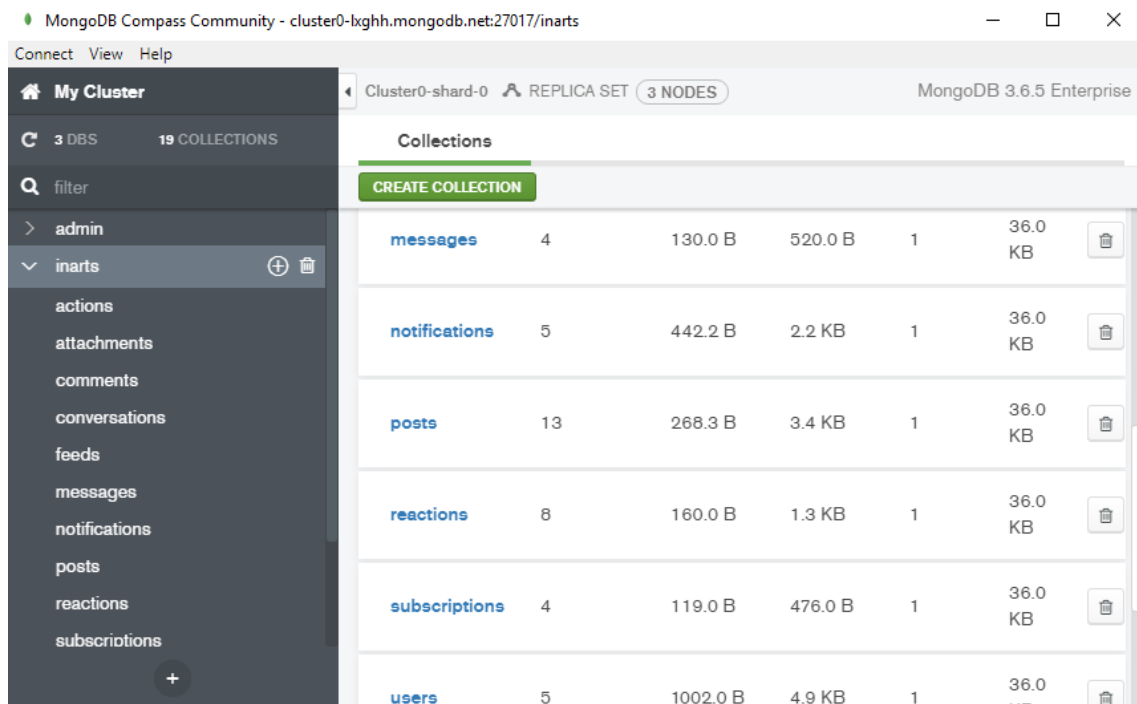 MongoDB Compass Community - cluster0-lxghh.mongodb.net:27017/inarts
Connect View Help
My Cluster
3 DBS 19 COLLECTIONS
filter
admin
inarts
actions
attachments
comments
conversations
feeds
messages
notifications
posts
reactions
subscriptions
+
Cluster0-shard-0 REPLICA SET 3 NODES MongoDB 3.6.5 Enterprise
Collections
CREATE COLLECTION
messages 4 130.0 B 520.0 B 1 36.0 KB
notifications 5 442.2 B 2.2 KB 1 36.0 KB
posts 13 268.3 B 3.4 KB 1 36.0 KB
reactions 8 160.0 B 1.3 KB 1 36.0 KB
subscriptions 4 119.0 B 476.0 B 1 36.0 KB
users 5 1002.0 B 4.9 KB 1 36.0